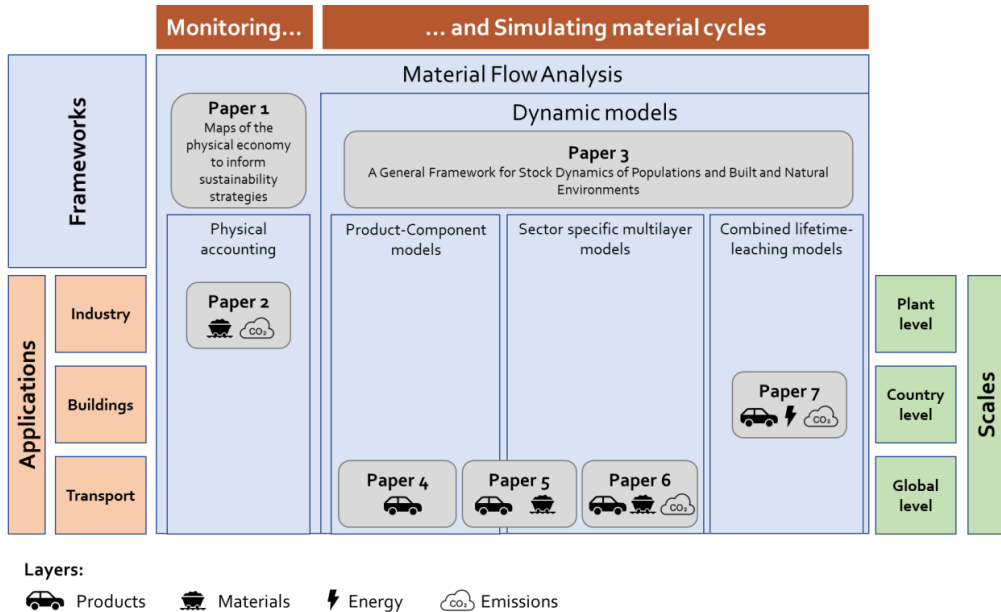 Monitoring...
... and Simulating material cycles
Frameworks
Material Flow Analysis
Paper 1
Maps of the
physical economy
to inform
sustainability
strategies
Dynamic models
Paper 3
A General Framework for Stock Dynamics of Populations and Built and Natural
Environments
Physical
accounting
Product-Component
models
Sector specific multilayer
models
Combined lifetime-
leaching models
Applications
Industry
Buildings
Transport
Paper 2
CO₂
Paper 7
CO₂
Paper 4
Paper 5
Paper 6
CO₂
Plant
level
Country
level
Global
level
Scales
Layers:
Products
Materials
Energy
CO₂ Emissions